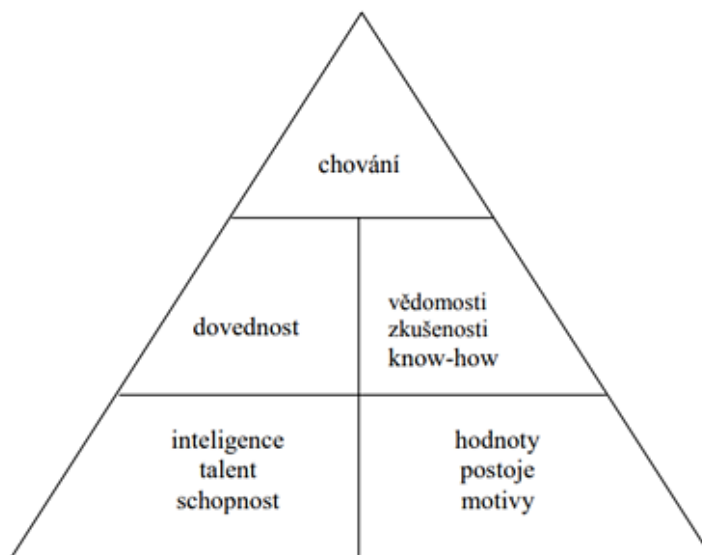 chování
dovednost
vědomosti
zkušenosti
know-how
inteligence
talent
schopnost
hodnoty
postoje
motivy